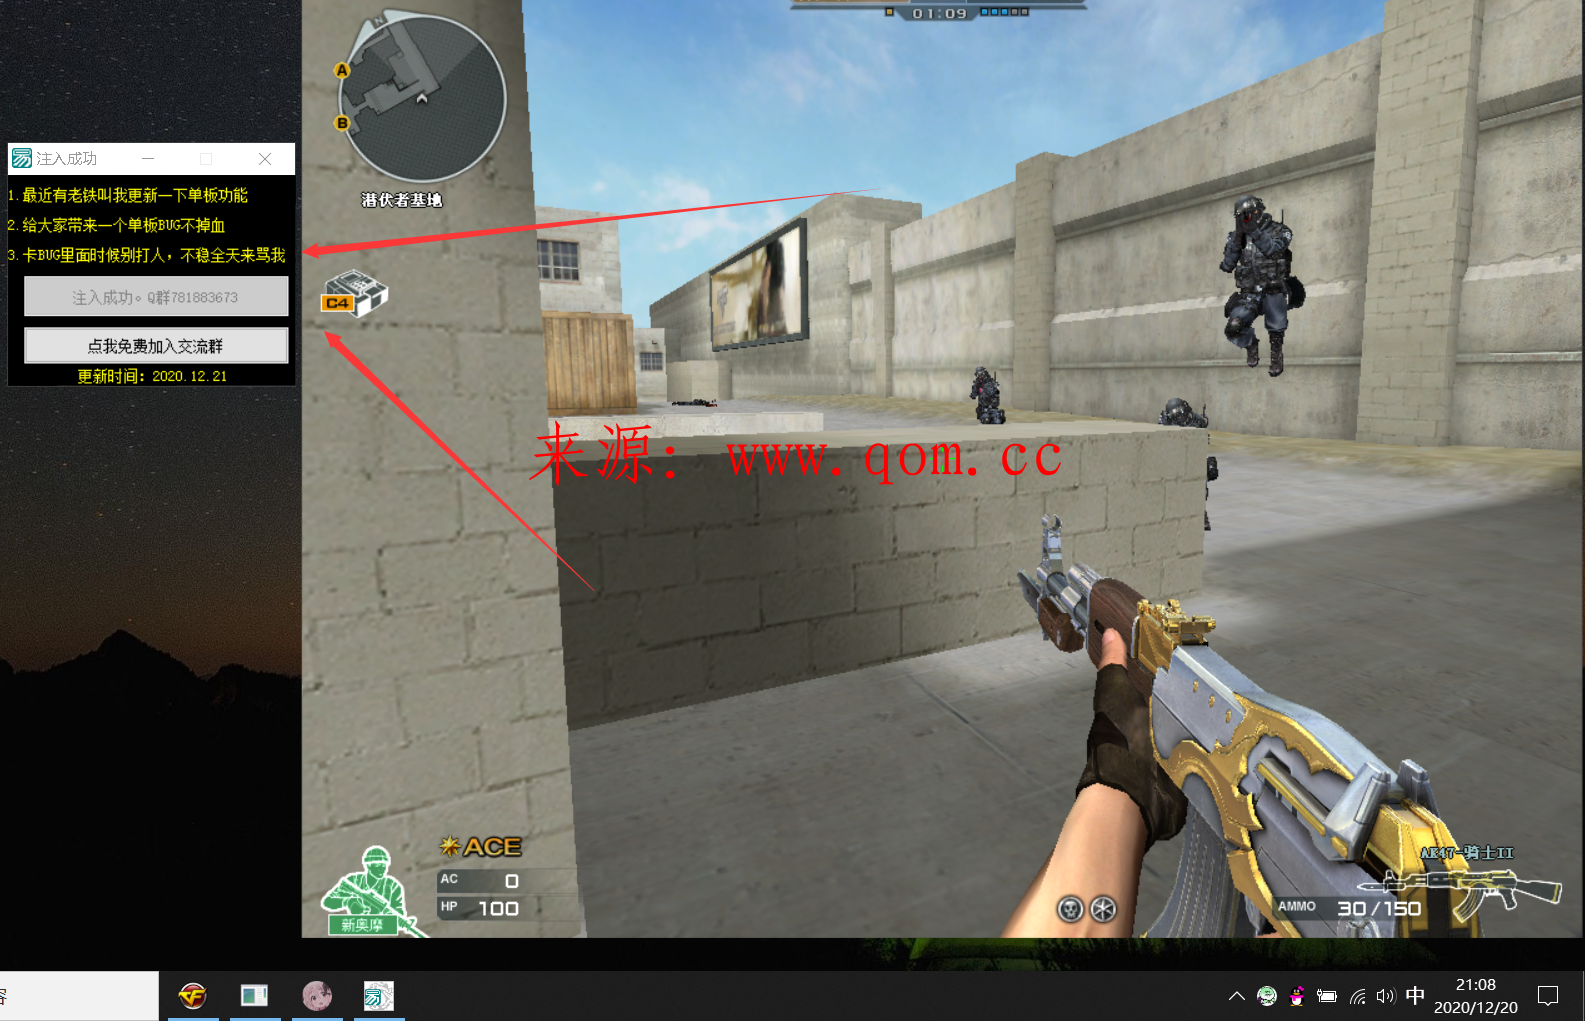 01:09
N
A
B
潜伏者基地
注入成功
1.最近有老铁叫我更新一下单板功能
2.给大家带来一个单板BUG不掉血
3.卡BUG里面时候别打人，不稳全天来骂我
注入成功。Q群781883673
点我免费加入交流群
更新时间：2020.12.21
C4
来源：www.qom.cc
ACE
AC 0
HP 100
新奥摩
AK47-骑士II
AMMO 30/150
容
中
21:08
2020/12/20